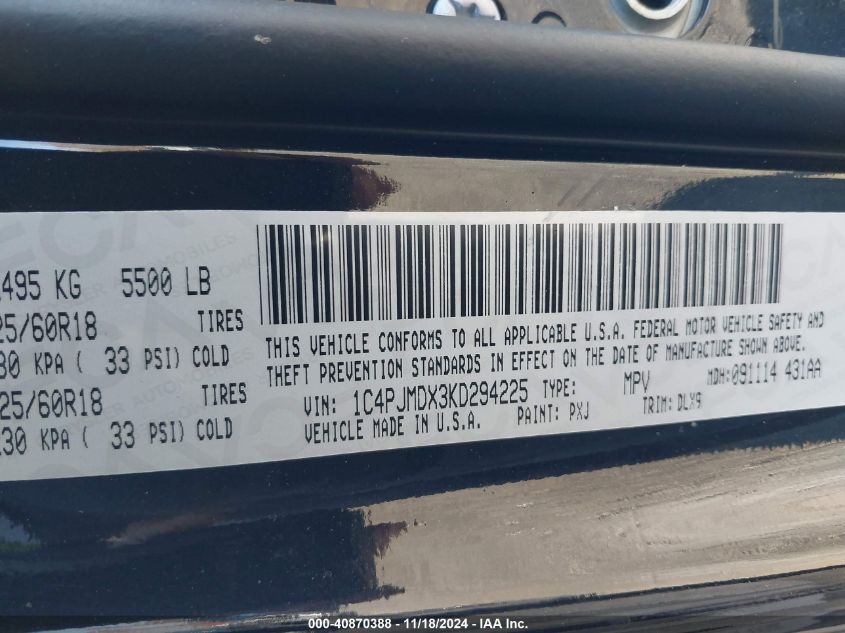 495 KG 5500 LB
25/60R18 TIRES
30 KPA ( 33 PSI) COLD
25/60R18 TIRES
230 KPA ( 33 PSI) COLD
THIS VEHICLE CONFORMS TO ALL APPLICABLE U.S.A. FEDERAL MOTOR VEHICLE SAFETY AND
THEFT PREVENTION STANDARDS IN EFFECT ON THE DATE OF MANUFACTURE SHOWN ABOVE.
VIN: 1C4PJMDX3KD294225 TYPE: MPV MDH: 091114 431AA
VEHICLE MADE IN U.S.A. PAINT: PXJ TRIM: DLX9
000-40870388 - 11/18/2024 - IAA Inc.